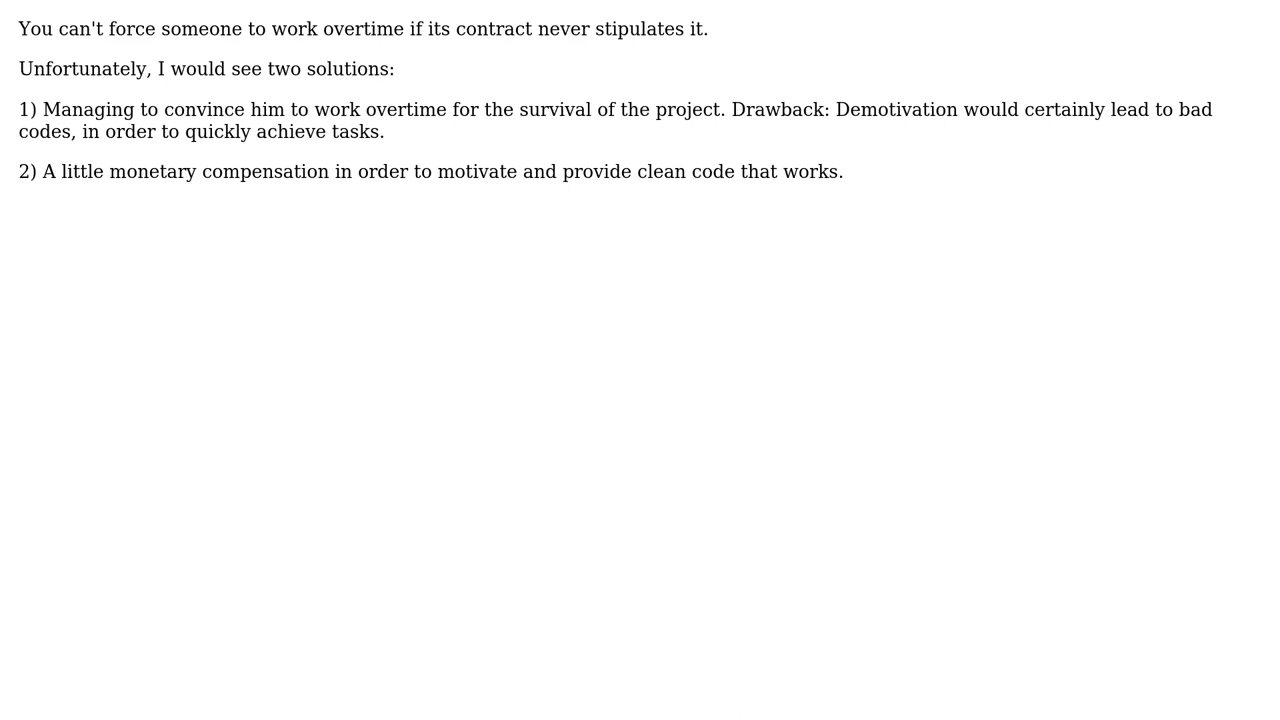 You can't force someone to work overtime if its contract never stipulates it.
Unfortunately, I would see two solutions:
1) Managing to convince him to work overtime for the survival of the project. Drawback: Demotivation would certainly lead to bad
codes, in order to quickly achieve tasks.
2) A little monetary compensation in order to motivate and provide clean code that works.